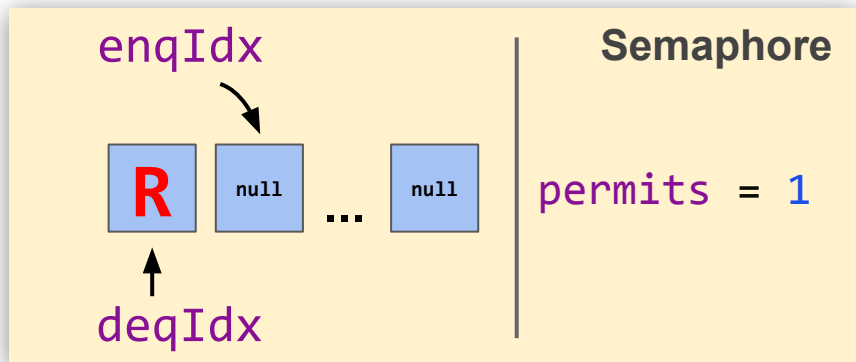 enqIdx
R
null
...
null
deqIdx
Semaphore
permits = 1